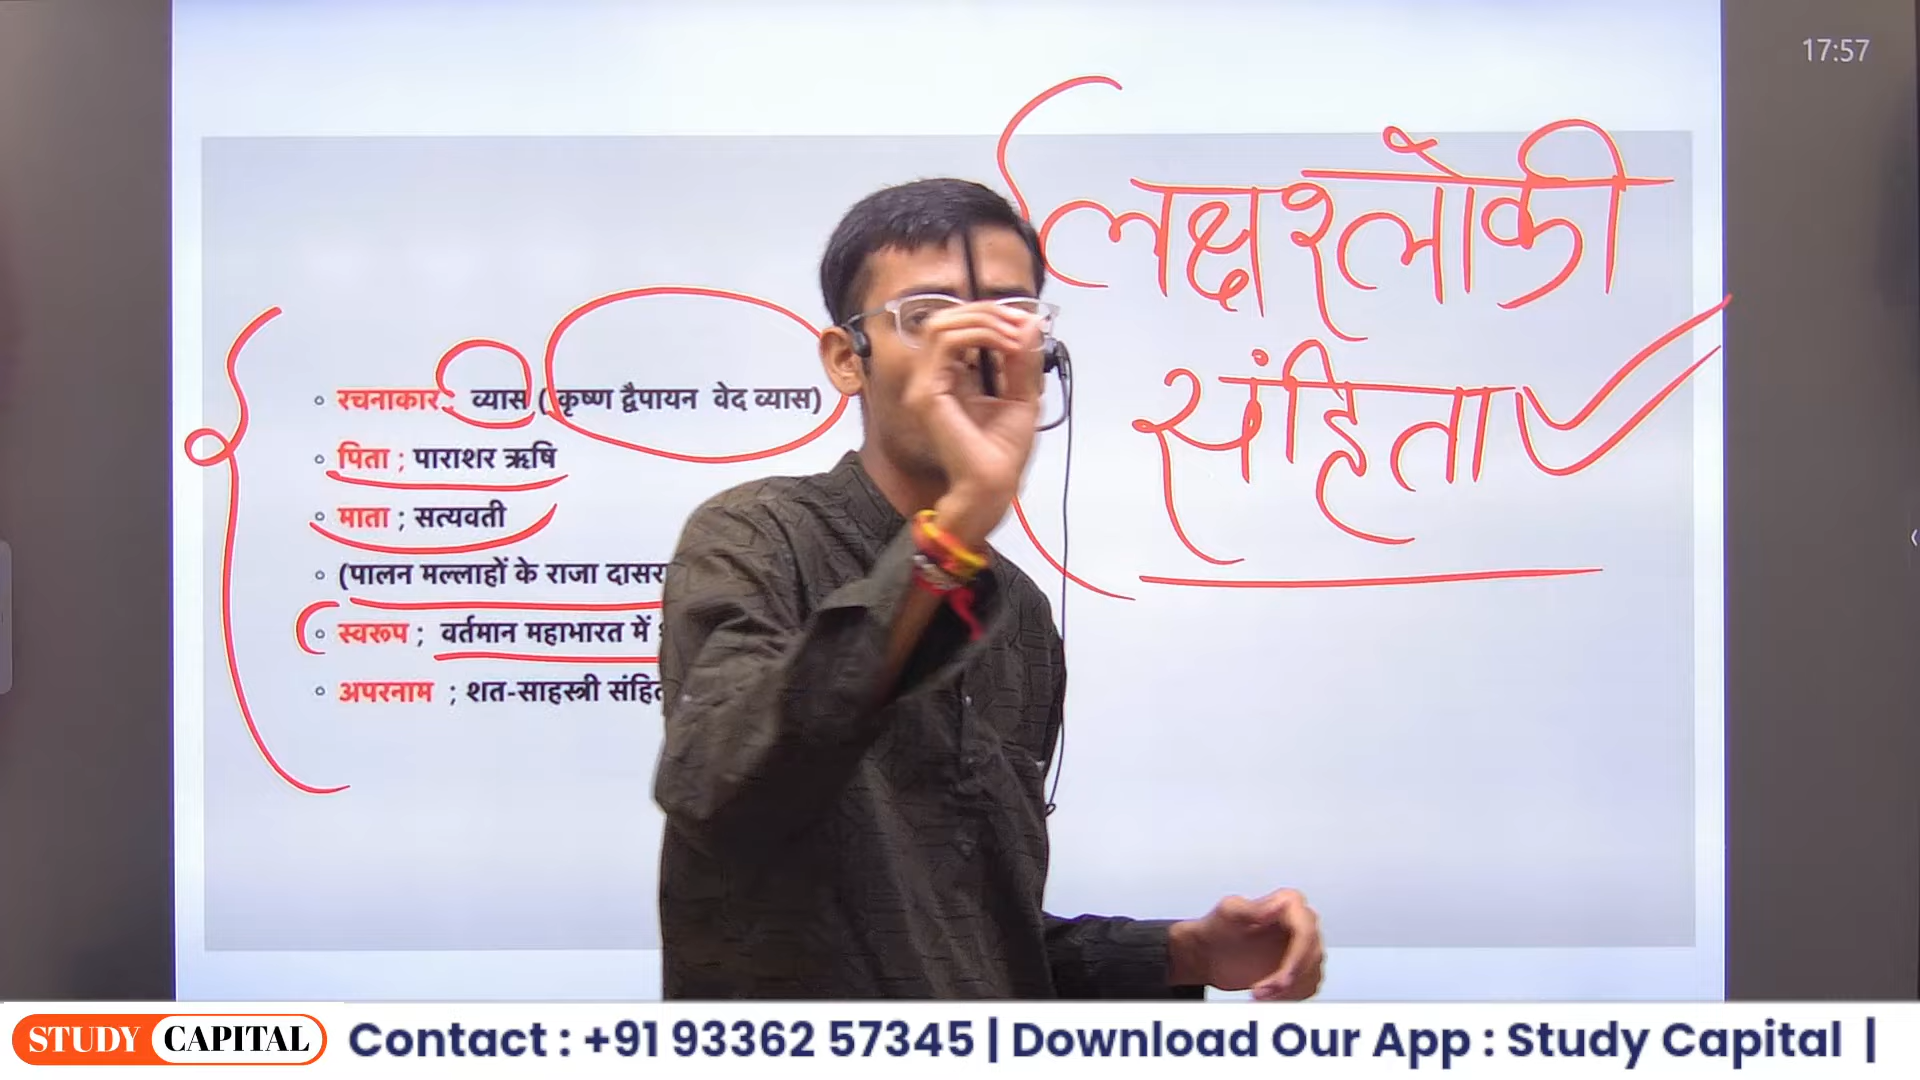 17:57
लक्षश्लोकी
संहिता
रचनाकार : व्यास ( कृष्ण द्वैपायन वेद व्यास)
पिता ; पाराशर ऋषि
माता ; सत्यवती
(पालन मल्लाहों के राजा
स्वरूप ; वर्तमान महाभारत में
अपरनाम ; शत-साहस्त्री
STUDY CAPITAL Contact : +91 93362 57345 | Download Our App : Study Capital |